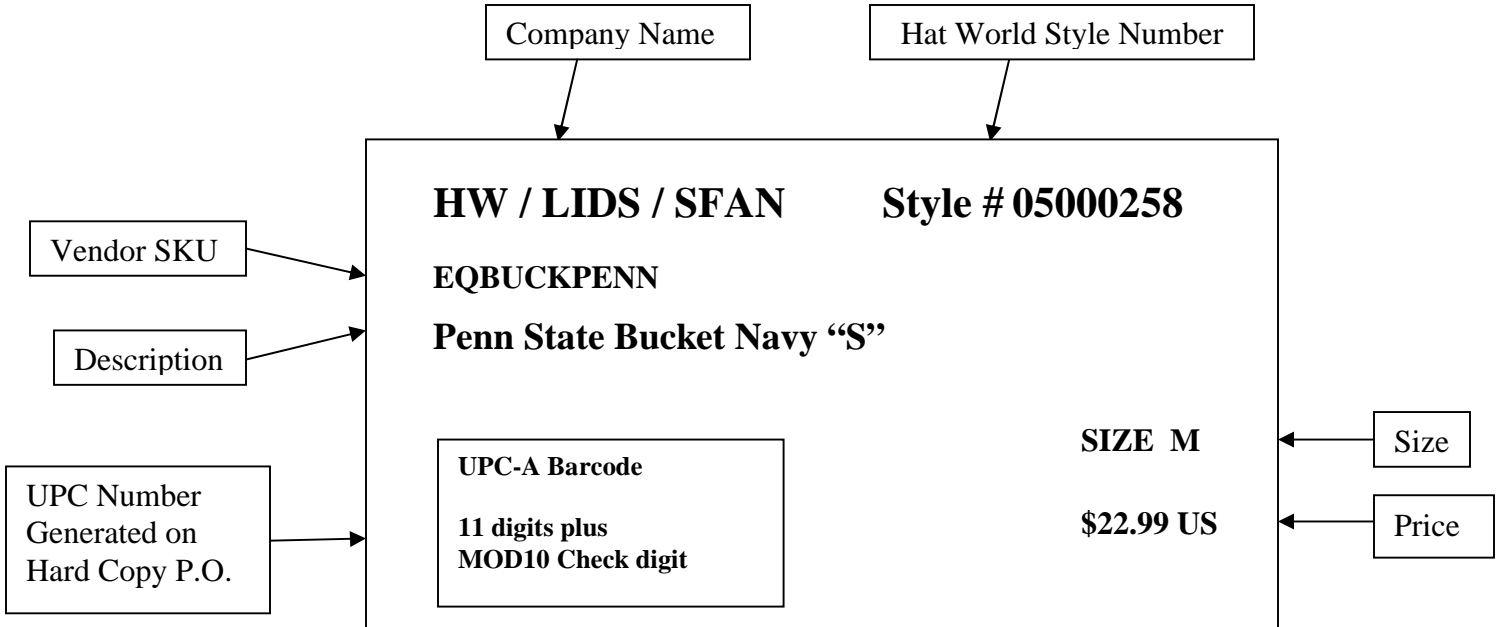 Company Name
Hat World Style Number
HW / LIDS / SFAN Style # 05000258
Vendor SKU
EQBUCKPENN
Penn State Bucket Navy “S”
Description
SIZE M
Size
UPC-A Barcode
11 digits plus
MOD10 Check digit
UPC Number
Generated on
Hard Copy P.O.
$22.99 US
Price